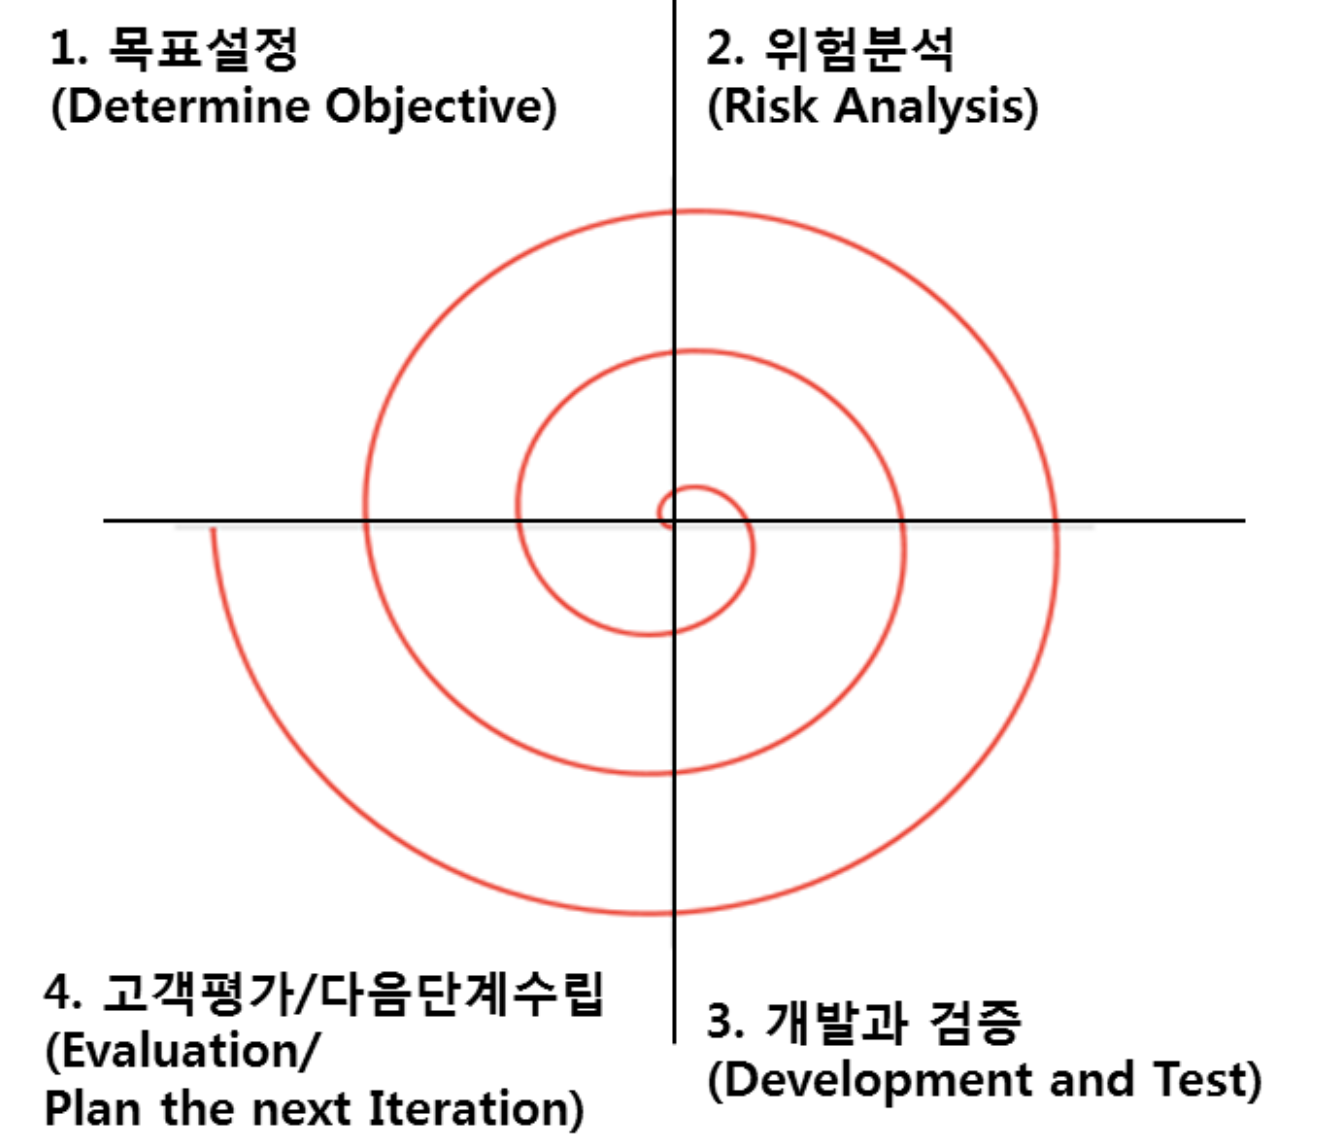 1. 목표설정
(Determine Objective)
2. 위험분석
(Risk Analysis)
4. 고객평가/다음단계수립
(Evaluation/
Plan the next Iteration)
3. 개발과 검증
(Development and Test)